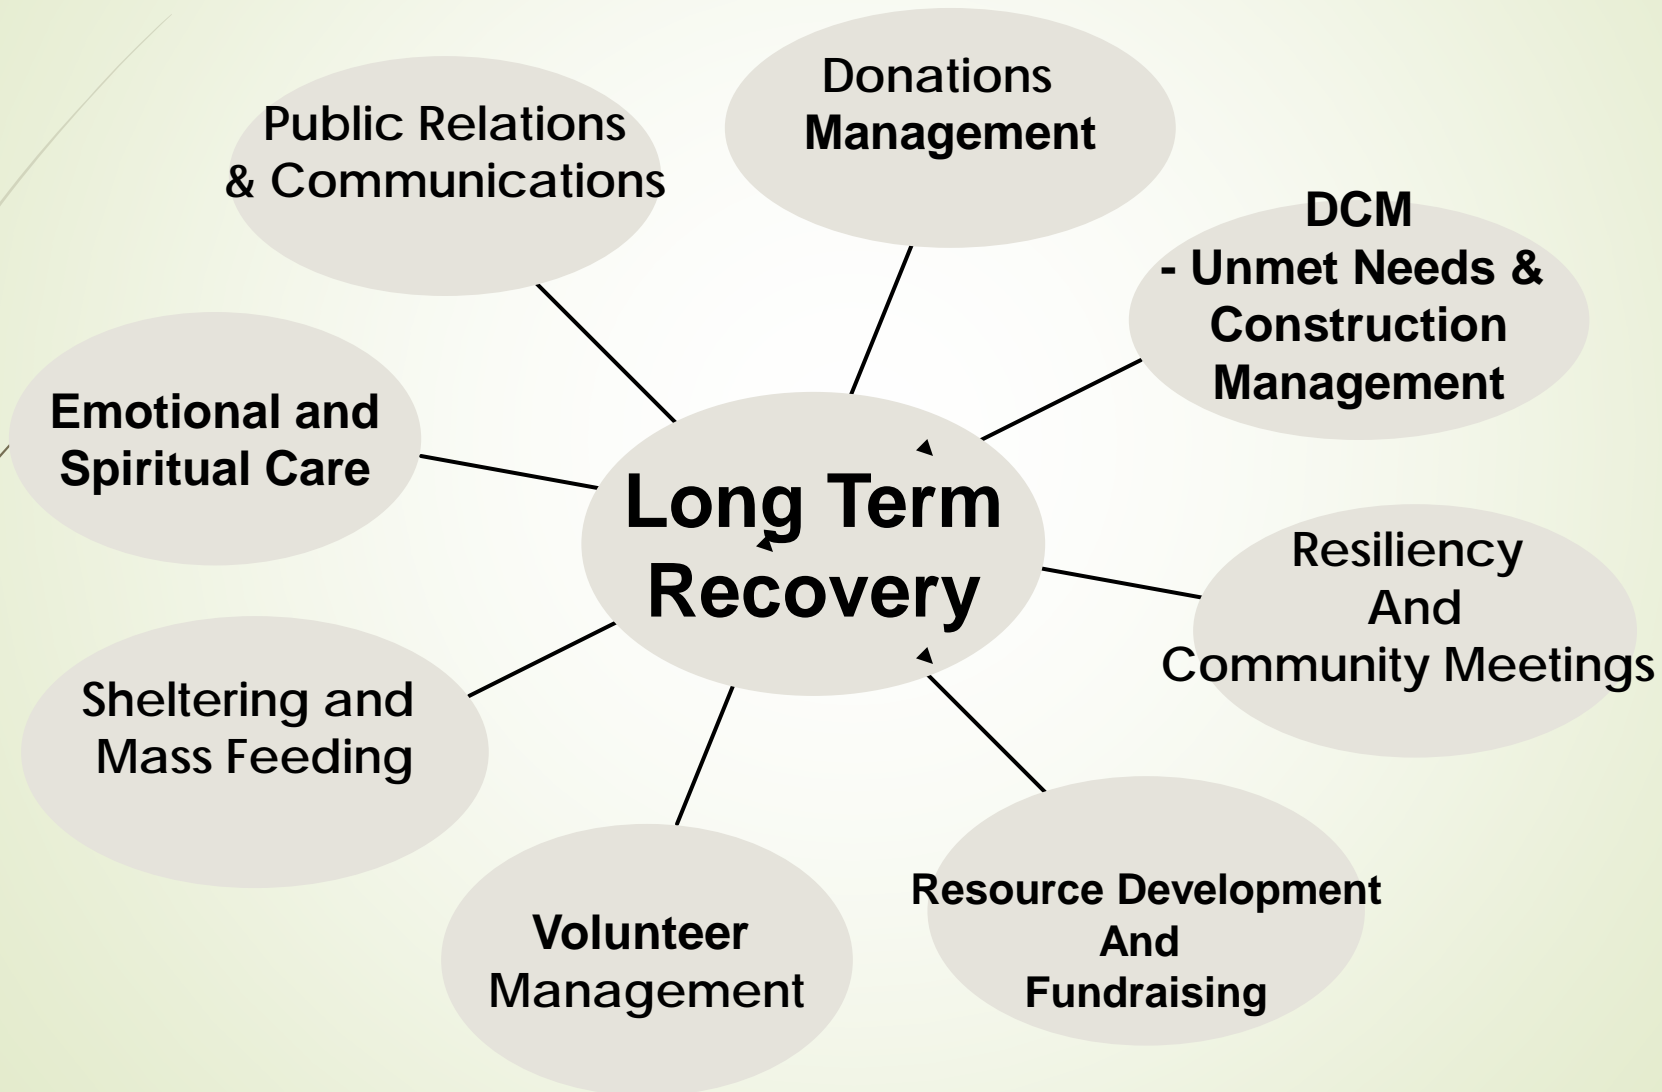 Public Relations
& Communications
Donations
Management
DCM
- Unmet Needs &
Construction
Management
Emotional and
Spiritual Care
Long Term
Recovery
Resiliency
And
Community Meetings
Sheltering and
Mass Feeding
Resource Development
And
Fundraising
Volunteer
Management